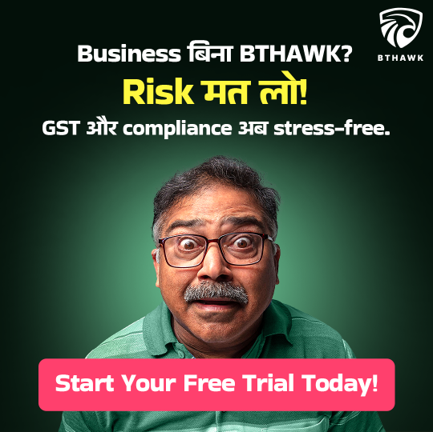 BTHAWK
Business बिना BTHAWK?
Risk मत लो!
GST और compliance अब stress-free.
Start Your Free Trial Today!